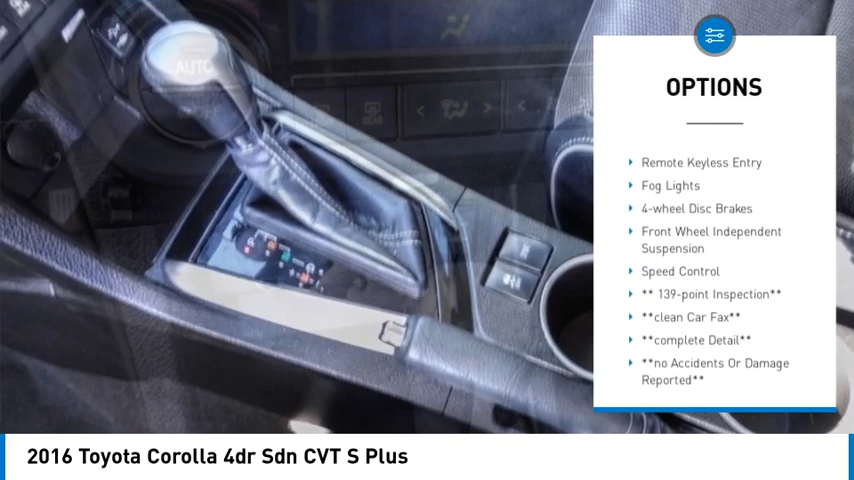 AUTO
REAR
OPTIONS
Remote Keyless Entry
Fog Lights
4-wheel Disc Brakes
Front Wheel Independent
Suspension
Speed Control
** 139-point Inspection**
**clean Car Fax**
**complete Detail**
**no Accidents Or Damage
Reported**
2016 Toyota Corolla 4dr Sdn CVT S Plus